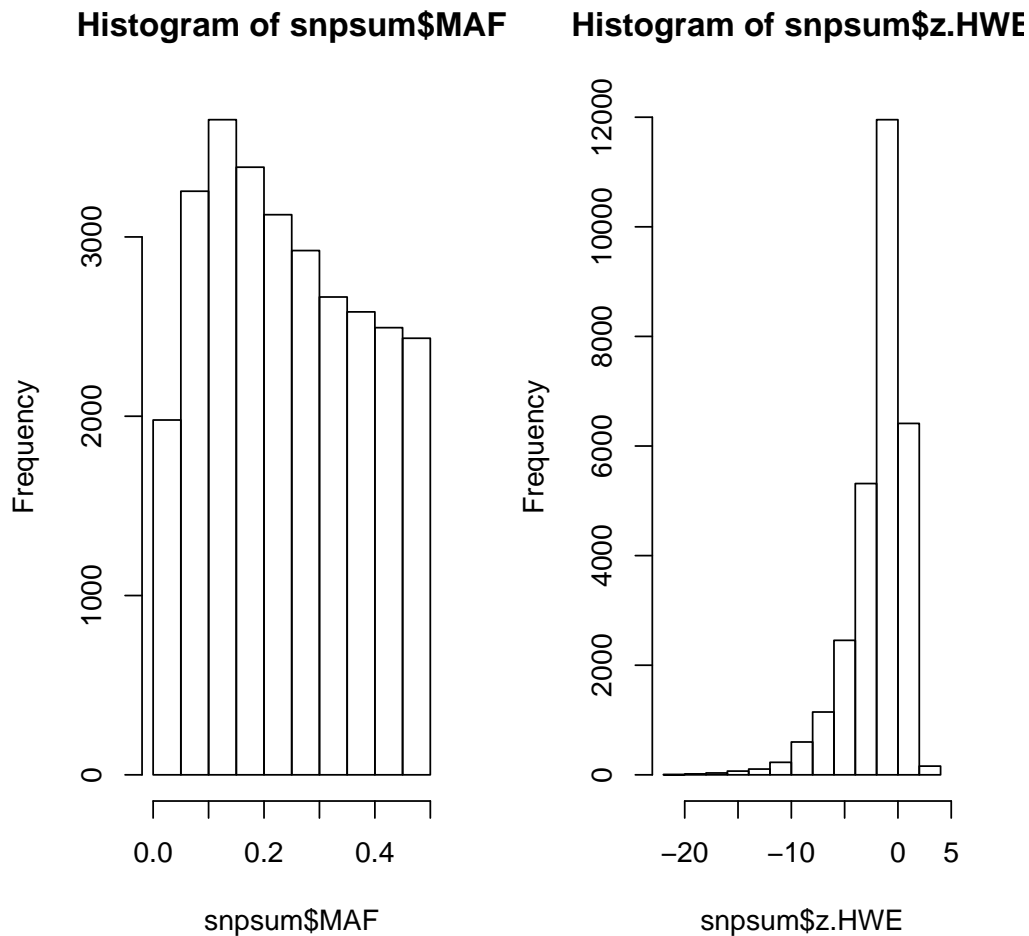 Histogram of snpsum$MAF
Frequency
3000
2000
1000
0
0.0 0.2 0.4
snpsum$MAF
Histogram of snpsum$z.HWE
Frequency
12000
10000
8000
6000
4000
2000
0
−20 −10 0 5
snpsum$z.HWE